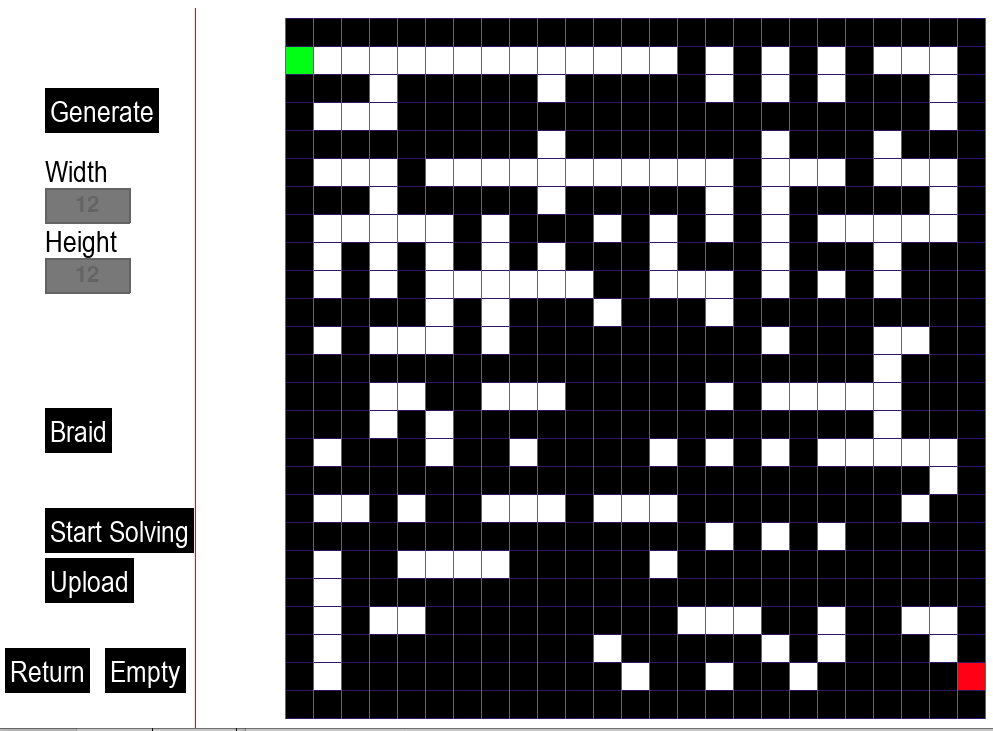 Generate
Width
12
Height
12
Braid
Start Solving
Upload
Return Empty